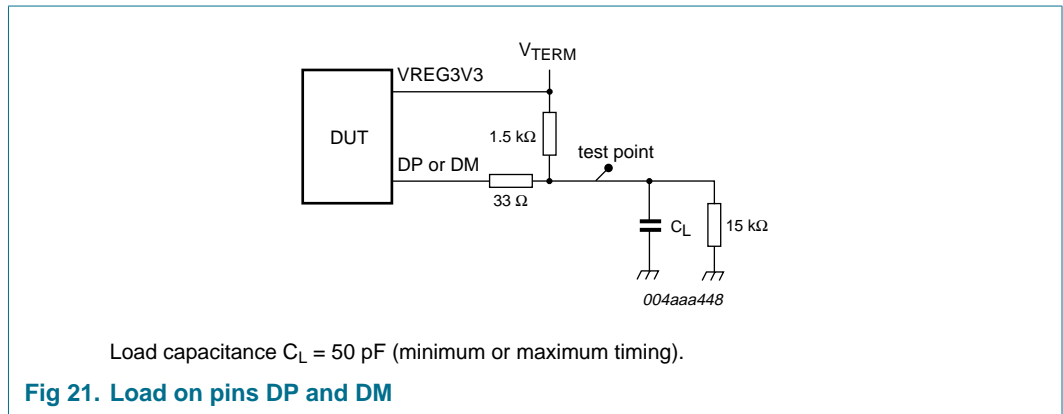 VTERM
VREG3V3
DUT
1.5 kΩ
test point
DP or DM
33 Ω
CL
15 kΩ
004aaa448
Load capacitance CL = 50 pF (minimum or maximum timing).
Fig 21. Load on pins DP and DM